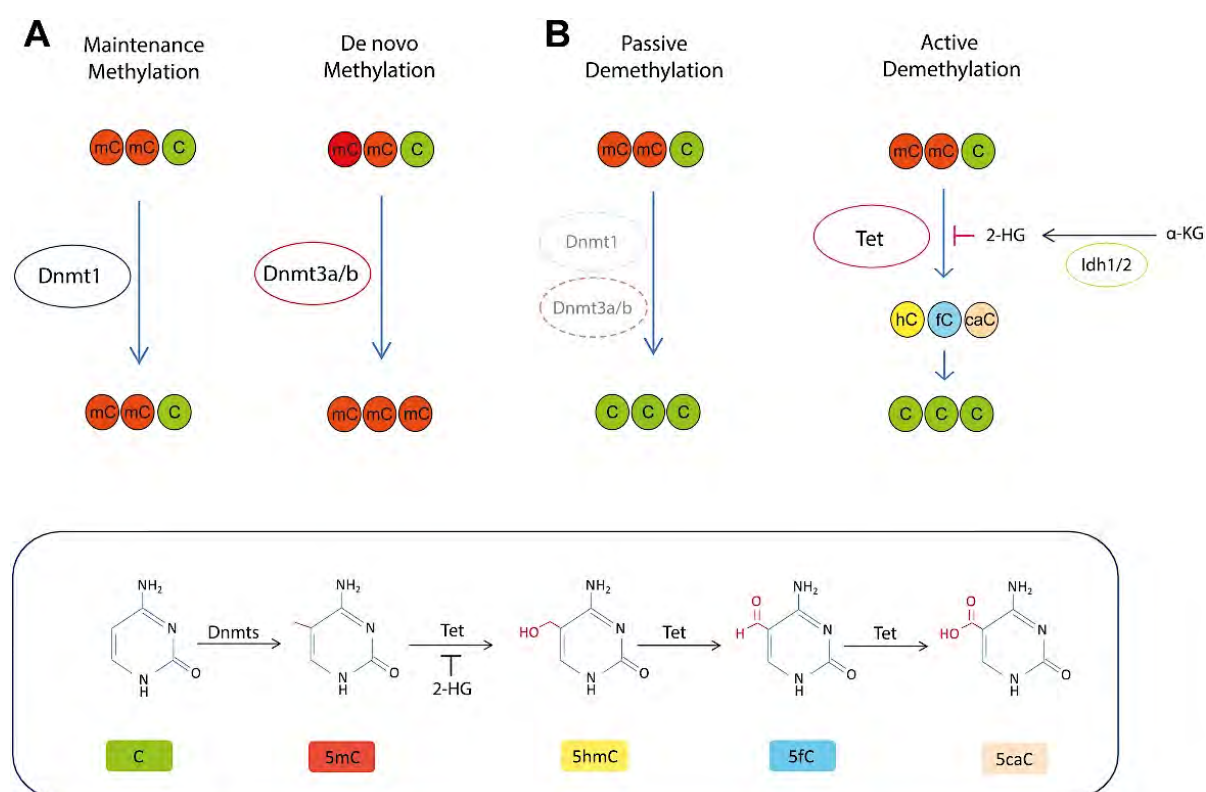 A
Maintenance
Methylation
De novo
Methylation
B
Passive
Demethylation
Active
Demethylation
mC mC C
mC mC C
mC mC C
mC mC C
Dnmt1
Dnmt3a/b
Dnmt1
Dnmt3a/b
Tet
2-HG
α-KG
Idh1/2
hC fC caC
mC mC C
mC mC mC
C C C
C C C
NH2
N
O
N
H
Dnmts
NH2
N
O
N
H
Tet
2-HG
HO
NH2
N
O
N
H
Tet
O
H
NH2
N
O
N
H
Tet
O
HO
NH2
N
O
N
H
C
5mC
5hmC
5fC
5caC